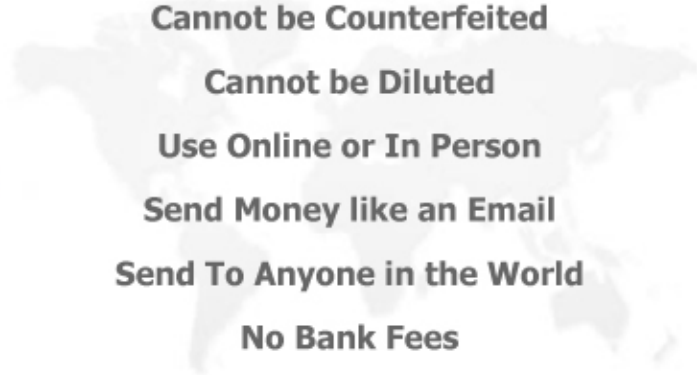 Cannot be Counterfeited
Cannot be Diluted
Use Online or In Person
Send Money like an Email
Send To Anyone in the World
No Bank Fees